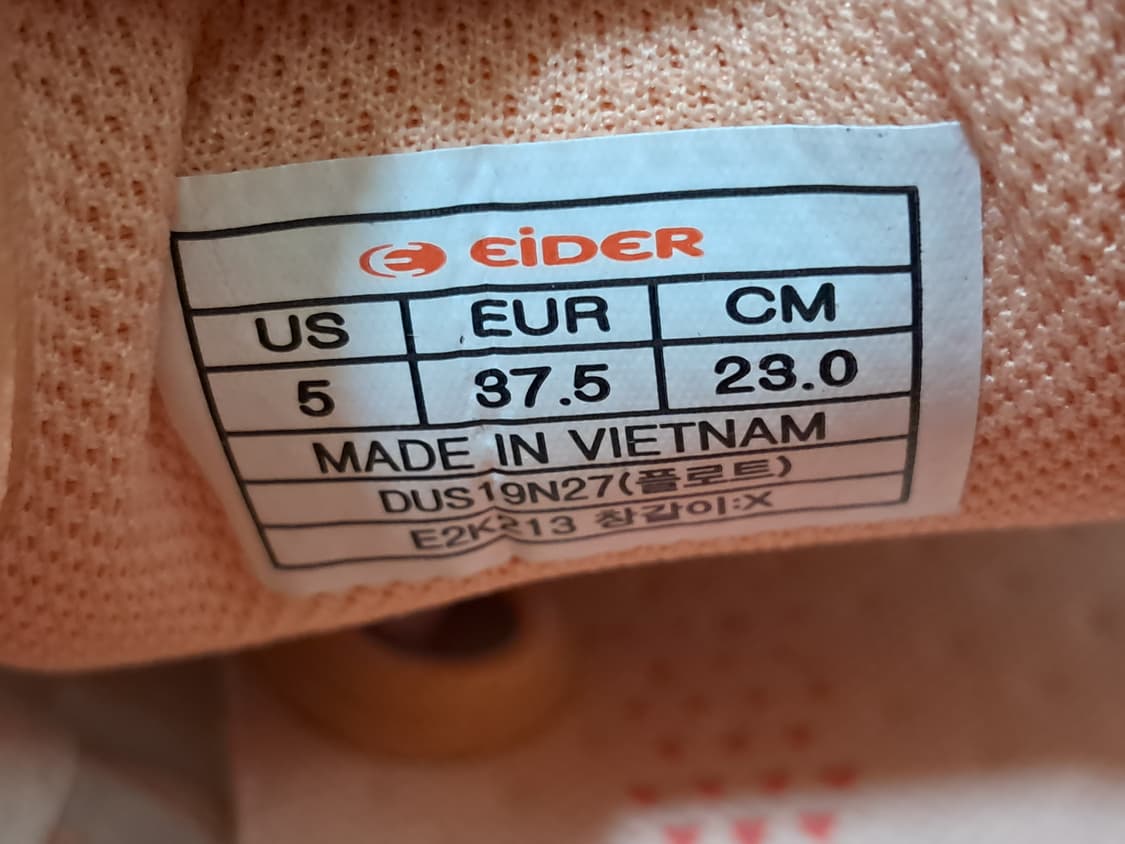 EiDER
US EUR CM
5 37.5 23.0
MADE IN VIETNAM
DUS19N27(플로트)
E2K213 창갈이:X